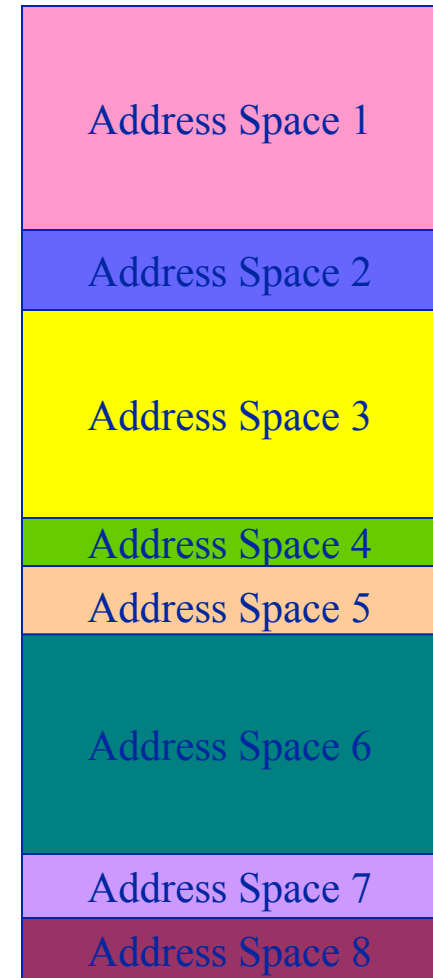 Address Space 1
Address Space 2
Address Space 3
Address Space 4
Address Space 5
Address Space 6
Address Space 7
Address Space 8